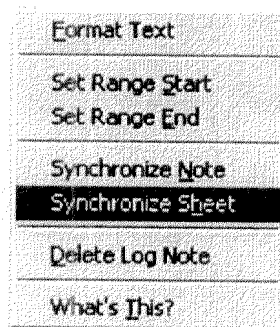 Format Text
Set Range Start
Set Range End
Synchronize Note
Synchronize Sheet
Delete Log Note
What's This?